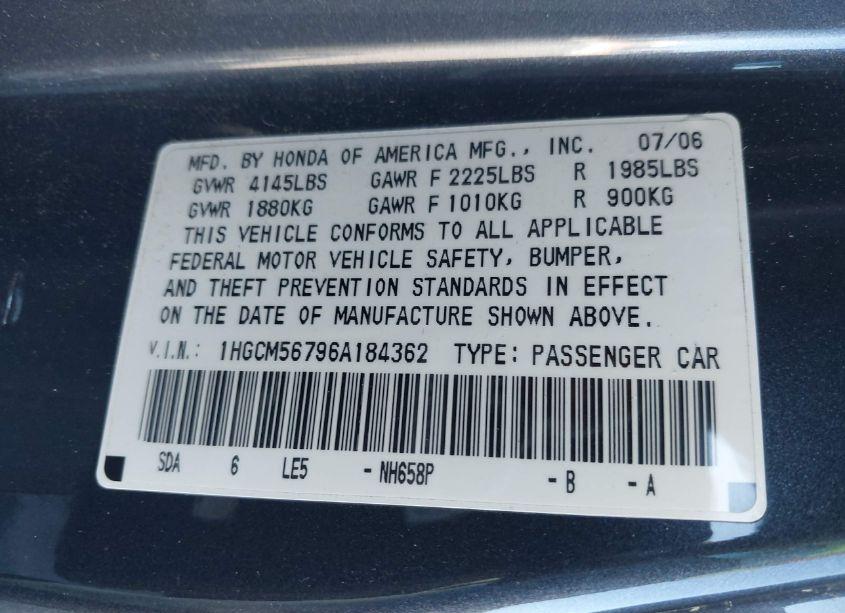 MFD. BY HONDA OF AMERICA MFG., INC. 07/06
GVWR 4145LBS GAWR F 2225LBS R 1985LBS
GVWR 1880KG GAWR F 1010KG R 900KG
THIS VEHICLE CONFORMS TO ALL APPLICABLE
FEDERAL MOTOR VEHICLE SAFETY, BUMPER,
AND THEFT PREVENTION STANDARDS IN EFFECT
ON THE DATE OF MANUFACTURE SHOWN ABOVE.
V.I.N.: 1HGCM56796A184362 TYPE: PASSENGER CAR
SDA 6 LE5 -NH658P -B -A